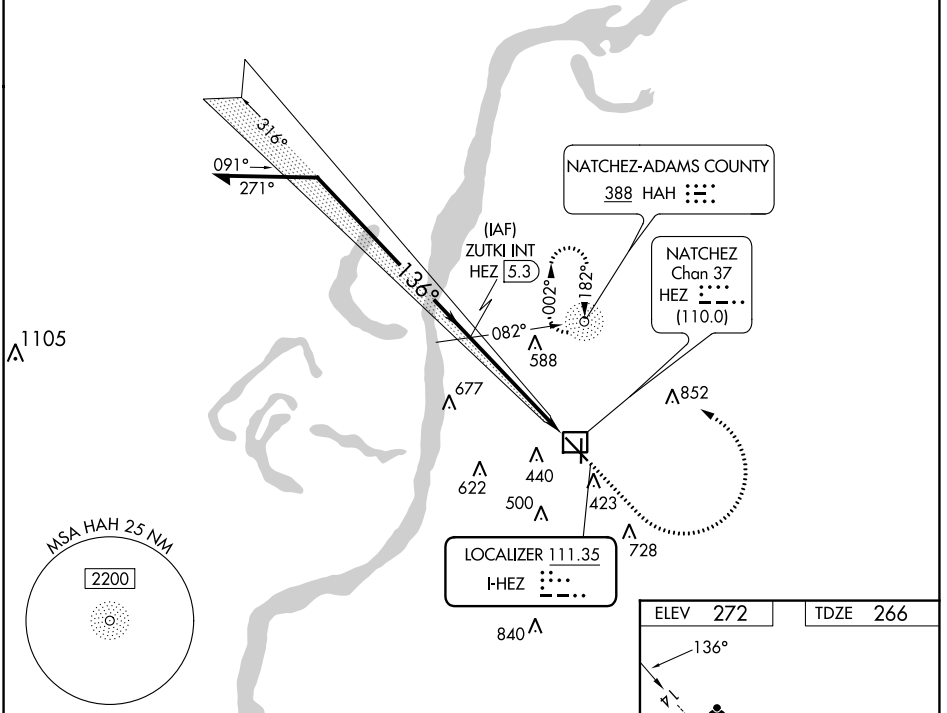 316°
091°
271°
136°
(IAF)
ZUTKI INT
HEZ 5.3
002°
182°
082°
NATCHEZ-ADAMS COUNTY
388 HAH
NATCHEZ
Chan 37
HEZ
(110.0)
1105
588
677
852
622
440
500
423
728
840
LOCALIZER 111.35
I-HEZ
MSA HAH 25 NM
2200
ELEV 272
TDZE 266
136°
14